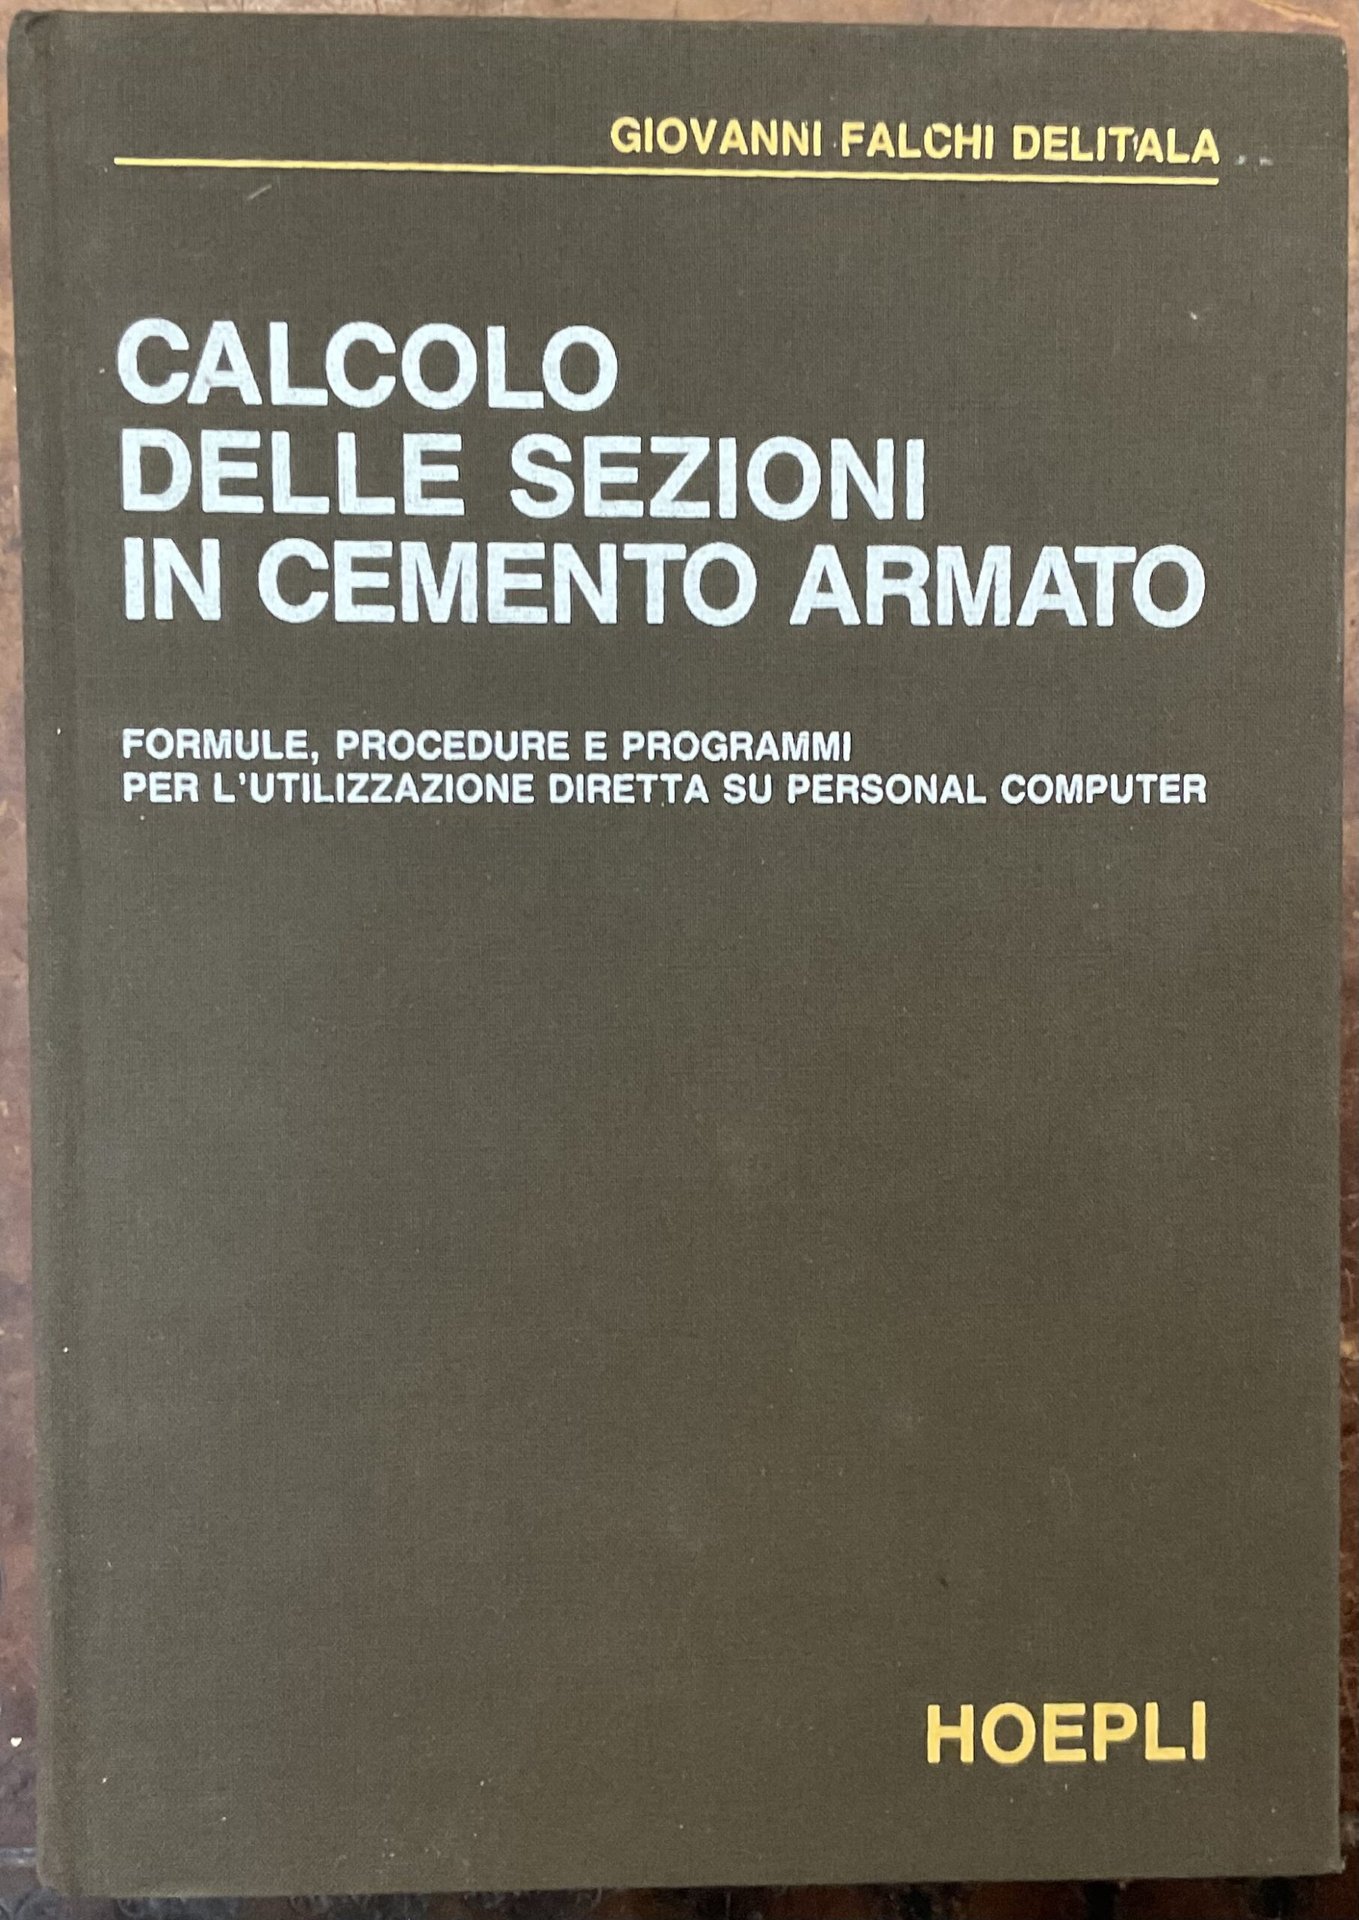 GIOVANNI FALCHI DELITALA
CALCOLO
DELLE SEZIONI
IN CEMENTO ARMATO
FORMULE, PROCEDURE E PROGRAMMI
PER L'UTILIZZAZIONE DIRETTA SU PERSONAL COMPUTER
HOEPLI